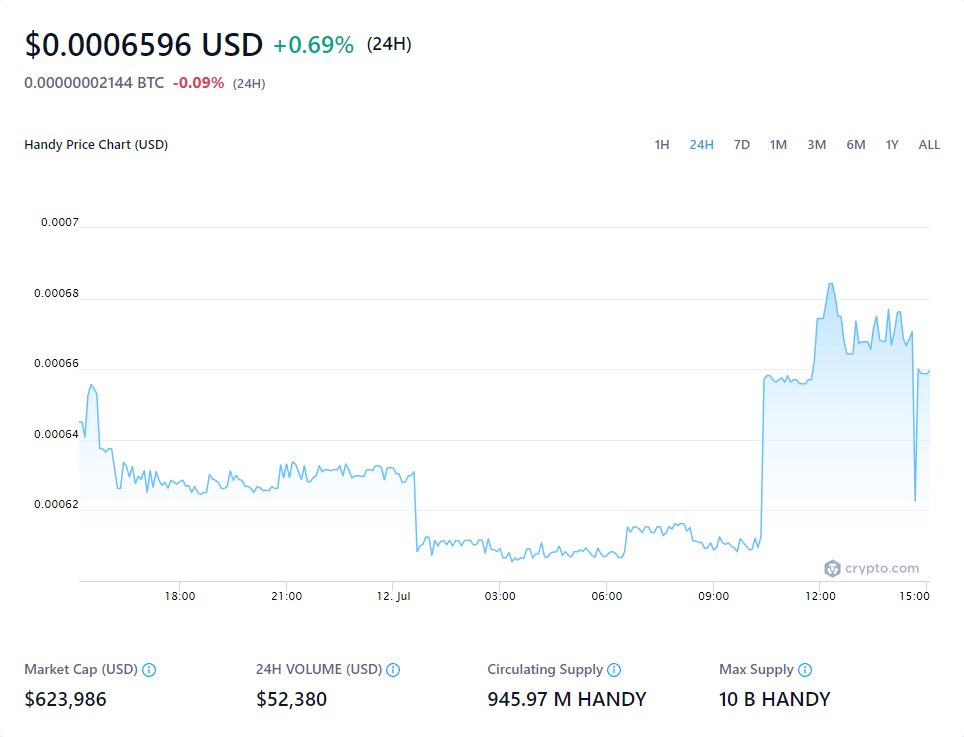 $0.0006596 USD +0.69% (24H)
0.00000002144 BTC -0.09% (24H)
Handy Price Chart (USD) 1H 24H 7D 1M 3M 6M 1Y ALL
0.0007
0.00068
0.00066
0.00064
0.00062
crypto.com
18:00 21:00 12. Jul 03:00 06:00 09:00 12:00 15:00
Market Cap (USD) 24H VOLUME (USD) Circulating Supply Max Supply
$623,986 $52,380 945.97 M HANDY 10 B HANDY